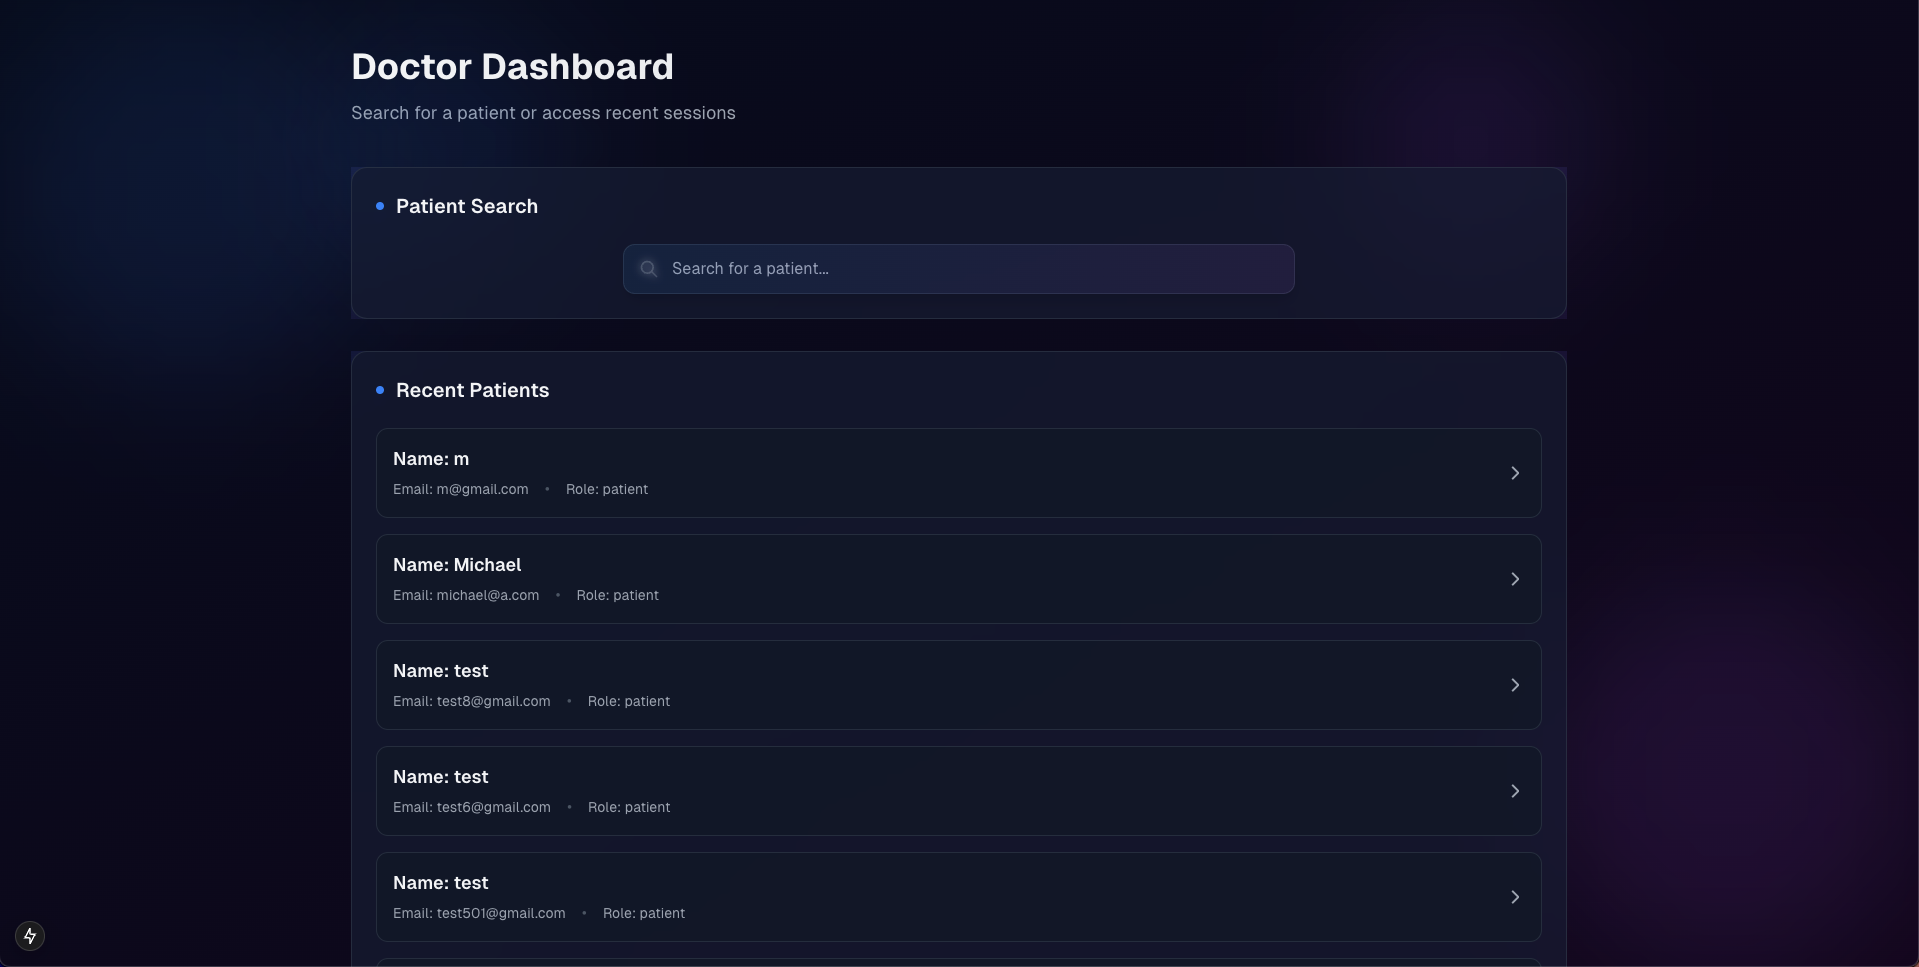 Doctor Dashboard
Search for a patient or access recent sessions
Patient Search
Search for a patient...
Recent Patients
Name: m
Email: m@gmail.com • Role: patient
Name: Michael
Email: michael@a.com • Role: patient
Name: test
Email: test8@gmail.com • Role: patient
Name: test
Email: test6@gmail.com • Role: patient
Name: test
Email: test501@gmail.com • Role: patient